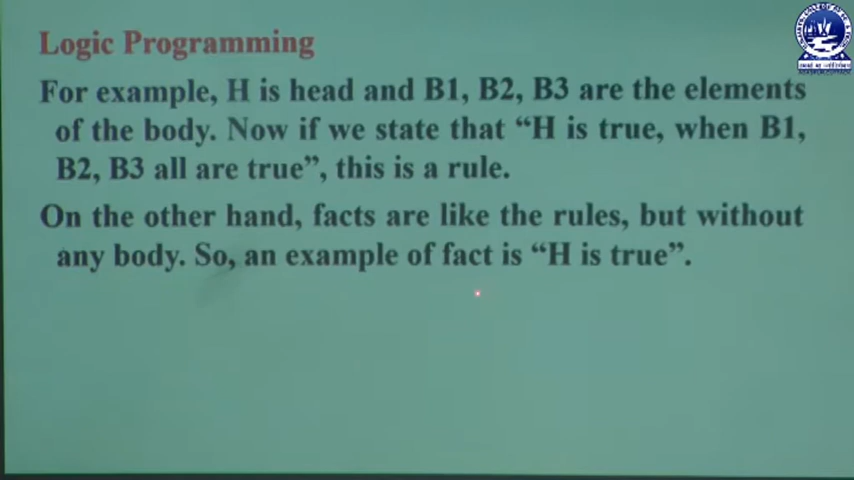 Logic Programming
For example, H is head and B1, B2, B3 are the elements
of the body. Now if we state that “H is true, when B1,
B2, B3 all are true”, this is a rule.
On the other hand, facts are like the rules, but without
any body. So, an example of fact is “H is true”.